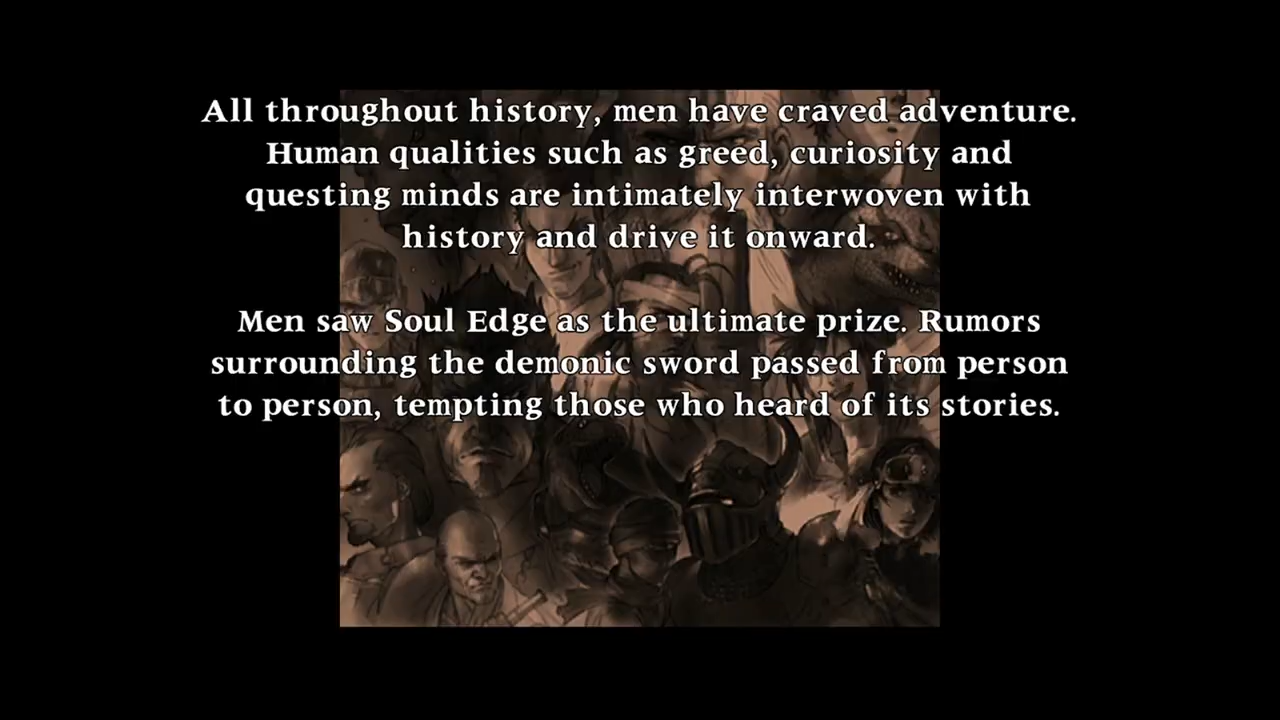 All throughout history, men have craved adventure.
Human qualities such as greed, curiosity and
questing minds are intimately interwoven with
history and drive it onward.
Men saw Soul Edge as the ultimate prize. Rumors
surrounding the demonic sword passed from person
to person, tempting those who heard of its stories.